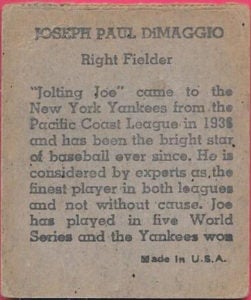 JOSEPH PAUL DiMAGGIO
Right Fielder
"Jolting Joe" came to the
New York Yankees from the
Pacific Coast League in 1936
and has been the bright star
of baseball ever since. He is
considered by experts as the
finest player in both leagues
and not without cause. Joe
has played in five World
Series and the Yankees won
Made in U.S.A.